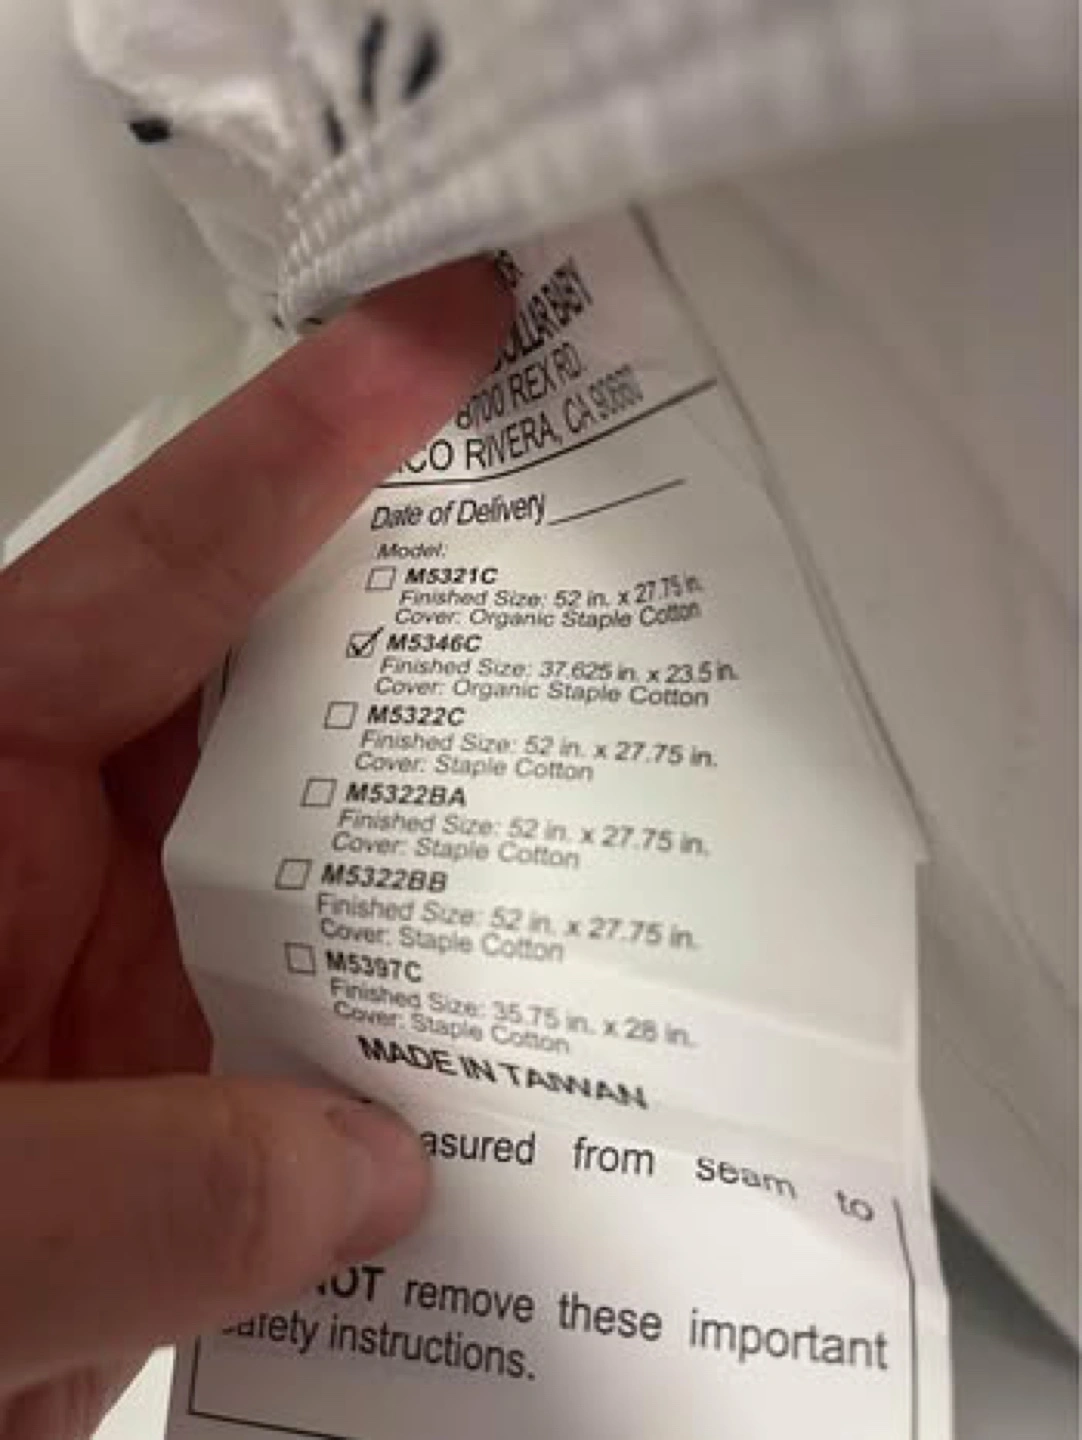 8700 REX RD.
RIVERA, CA 90660
Date of Delivery
Model:
☐ M5321C
Finished Size: 52 in. x 27.75 in.
Cover: Organic Staple Cotton
☑ M5346C
Finished Size: 37.625 in. x 23.5 in.
Cover: Organic Staple Cotton
☐ M5322C
Finished Size: 52 in. x 27.75 in.
Cover: Staple Cotton
☐ M5322BA
Finished Size: 52 in. x 27.75 in.
Cover: Staple Cotton
☐ M5322BB
Finished Size: 52 in. x 27.75 in.
Cover: Staple Cotton
☐ M5397C
Finished Size: 35.75 in. x 28 in.
Cover: Staple Cotton
MADE IN TAIWAN
asured from seam to
OT remove these important
afety instructions.